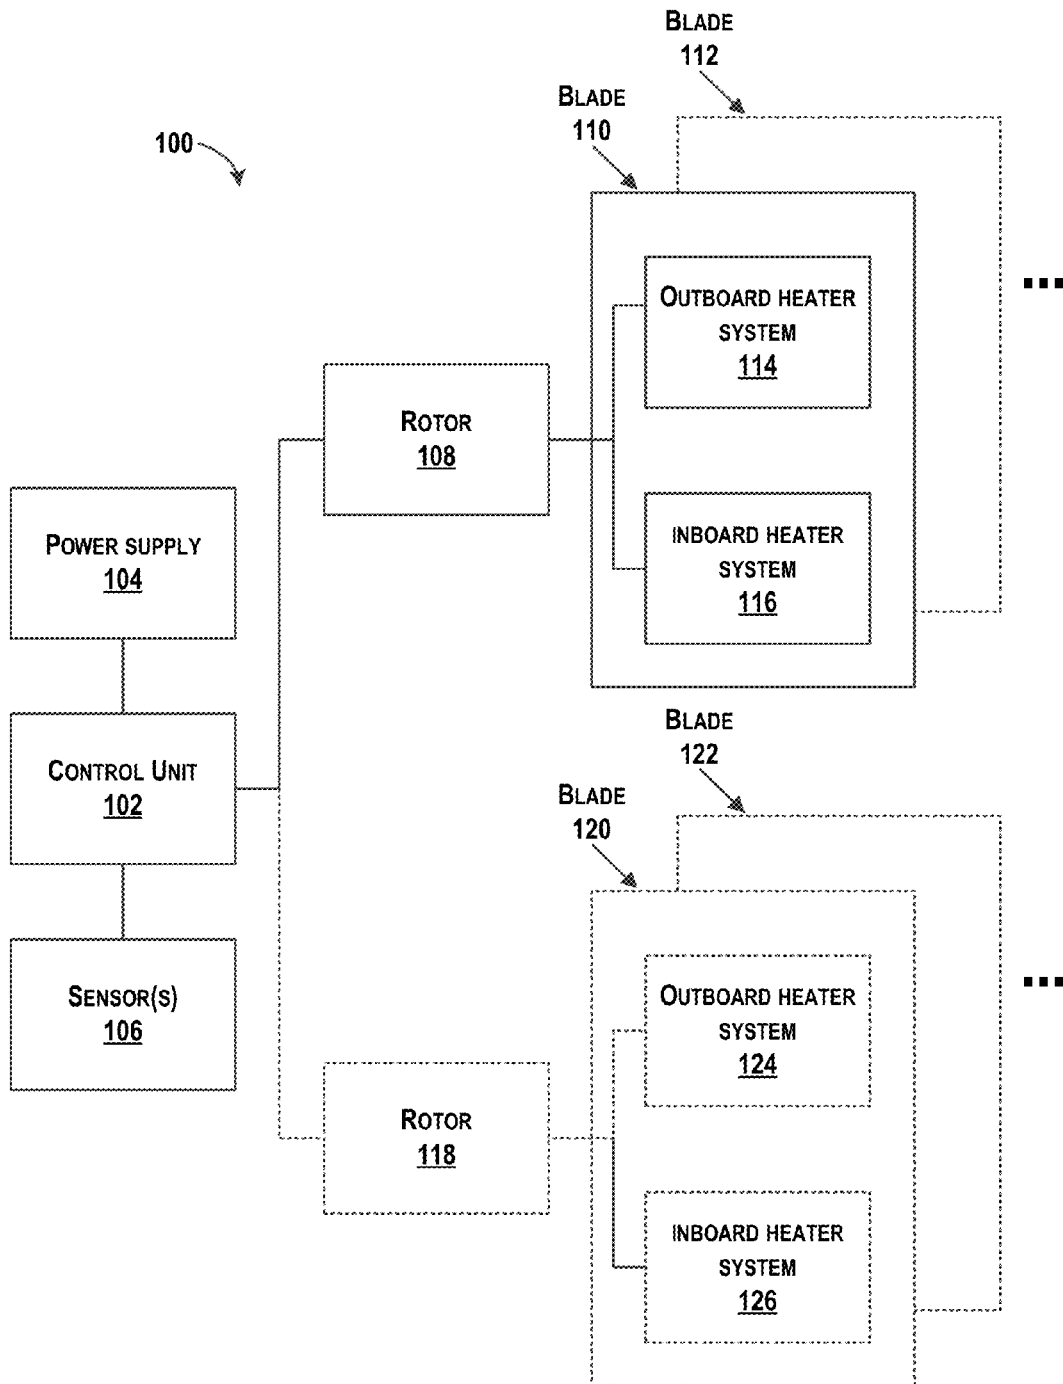 BLADE
112
BLADE
110
100
OUTBOARD HEATER
SYSTEM
114
ROTOR
108
INBOARD HEATER
SYSTEM
116
POWER SUPPLY
104
CONTROL UNIT
102
SENSOR(S)
106
BLADE
122
BLADE
120
OUTBOARD HEATER
SYSTEM
124
ROTOR
118
INBOARD HEATER
SYSTEM
126